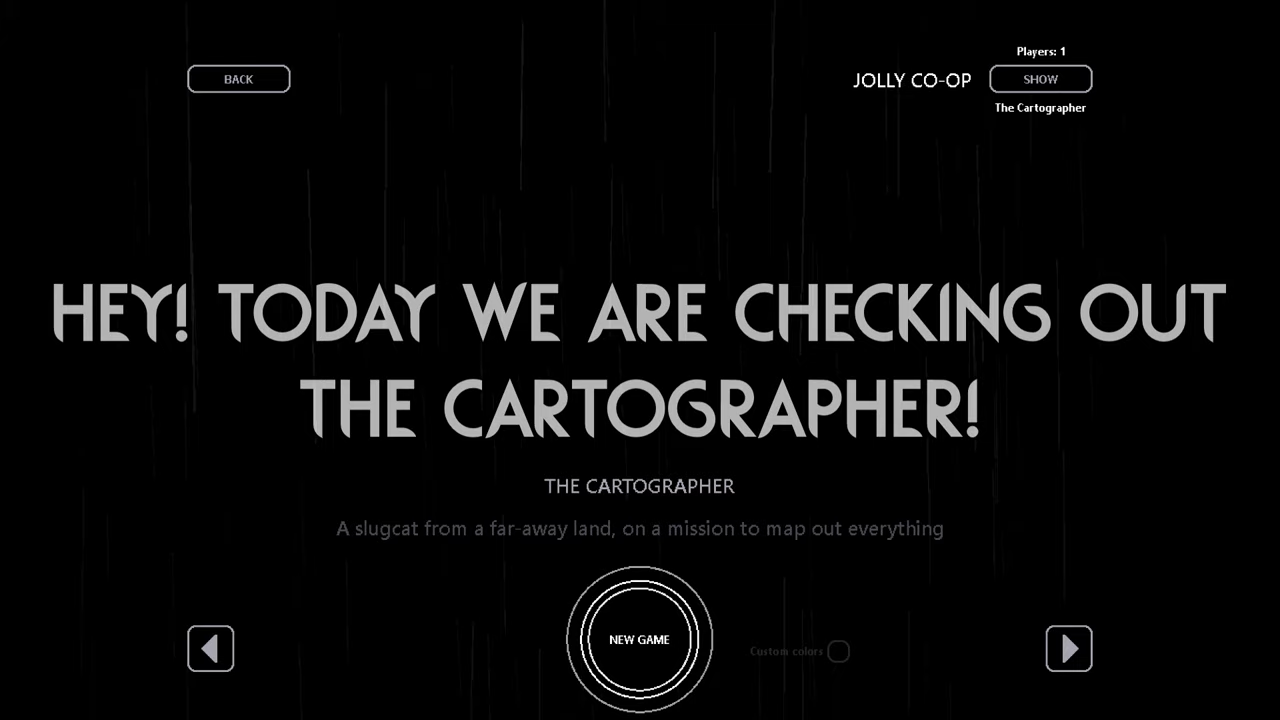 Players: 1
BACK
JOLLY CO-OP
SHOW
The Cartographer
HEY! TODAY WE ARE CHECKING OUT
THE CARTOGRAPHER!
THE CARTOGRAPHER
A slugcat from a far-away land, on a mission to map out everything
NEW GAME
Custom colors